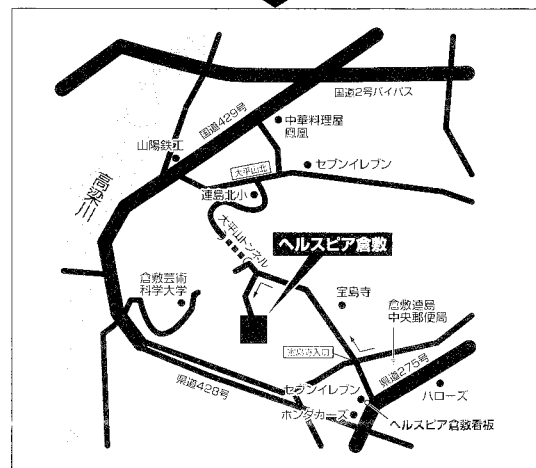 国道2号バイパス
国道429号
中華料理屋
鳳凰
山陽鉄工
太平山北
セブンイレブン
連島北小
高梁川
太平山トンネル
ヘルスピア倉敷
倉敷芸術
科学大学
宝島寺
倉敷連島
中央郵便局
宝島寺入口
県道275号
県道428号
セブンイレブン
ハローズ
ホンダカーズ
ヘルスピア倉敷看板